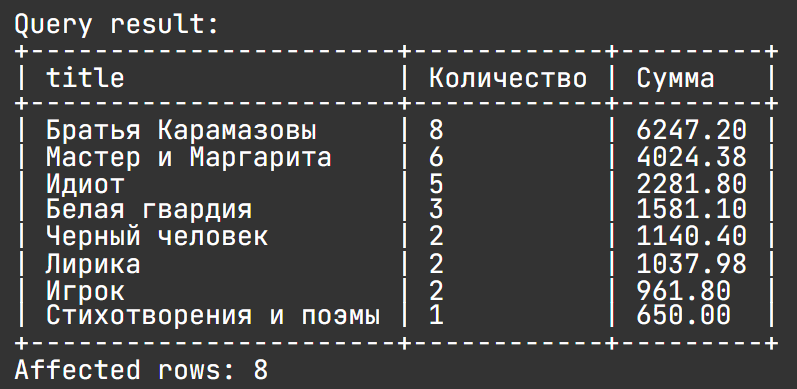 Query result:
+------------------------+------------+---------+
| title                  | Количество | Сумма   |
+------------------------+------------+---------+
| Братья Карамазовы      | 8          | 6247.20 |
| Мастер и Маргарита     | 6          | 4024.38 |
| Идиот                  | 5          | 2281.80 |
| Белая гвардия          | 3          | 1581.10 |
| Черный человек         | 2          | 1140.40 |
| Лирика                 | 2          | 1037.98 |
| Игрок                  | 2          | 961.80  |
| Стихотворения и поэмы  | 1          | 650.00  |
+------------------------+------------+---------+
Affected rows: 8